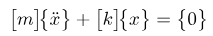 [m]{ẍ} + [k]{x} = {0}